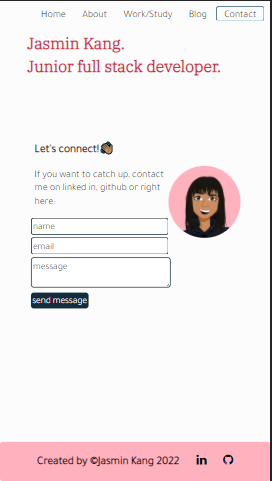 Home About Work/Study Blog Contact
Jasmin Kang.
Junior full stack developer.
Let's connect!
If you want to catch up, contact
me on linked in, github or right
here:
name
email
message
send message
Created by ©Jasmin Kang 2022 in